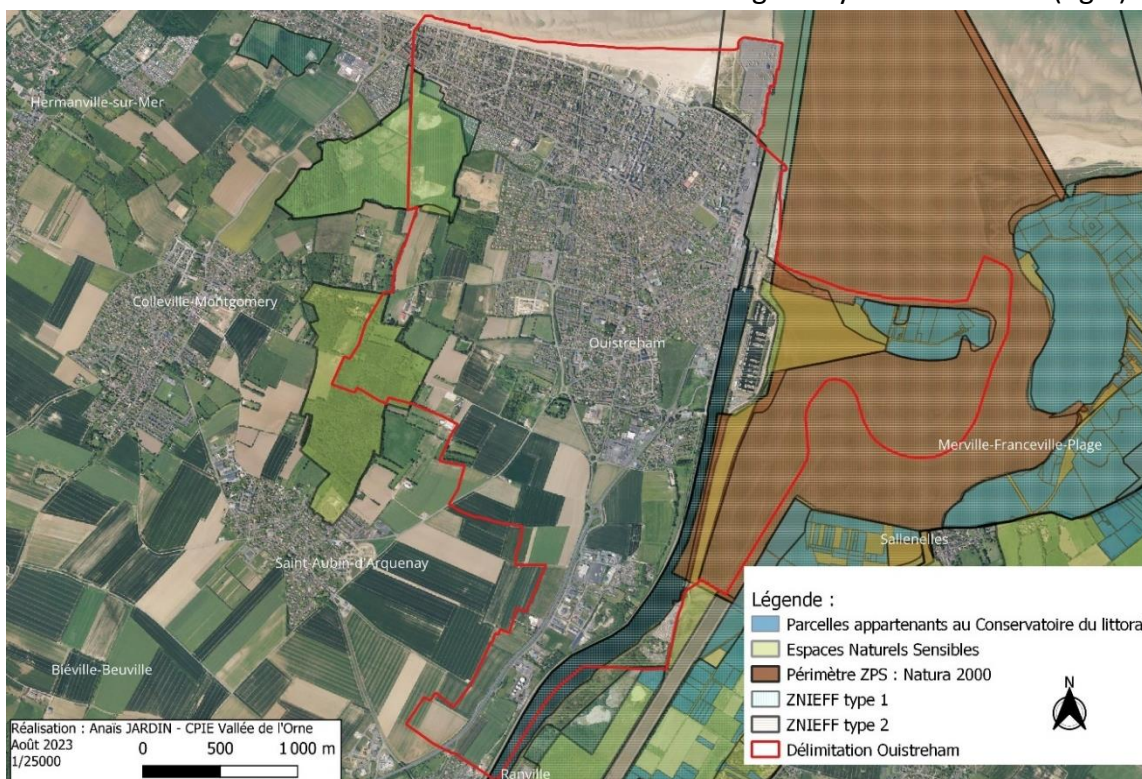 Hermanville-sur-Mer
Colleville-Montgomery
Ouistreham
Merville-Franceville-Plage
Sallenelles
Saint-Aubin-d'Arquenay
Biéville-Beuville
Ranville
Légende :
Parcelles appartenants au Conservatoire du littora
Espaces Naturels Sensibles
Périmètre ZPS : Natura 2000
ZNIEFF type 1
ZNIEFF type 2
Délimitation Ouistreham
N
Réalisation : Anaïs JARDIN - CPIE Vallée de l'Orne
Août 2023
1/25000
0 500 1 000 m